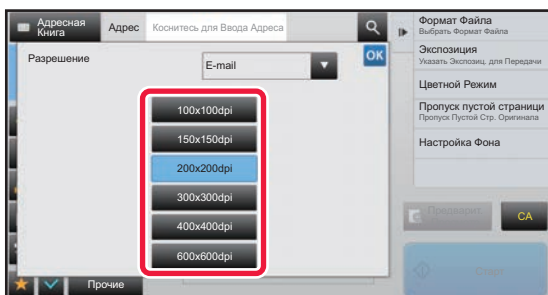 Адресная
Книга
Адрес
Коснитесь для Ввода Адреса
Разрешение
E-mail
OK
100x100dpi
150x150dpi
200x200dpi
300x300dpi
400x400dpi
600x600dpi
Прочие
Формат Файла
Выбрать Формат Файла
Экспозиция
Указать Экспозиц. для Передачи
Цветной Режим
Пропуск пустой страници
Пропуск Пустой Стр. Оригинала
Настройка Фона
Предварит.
CA